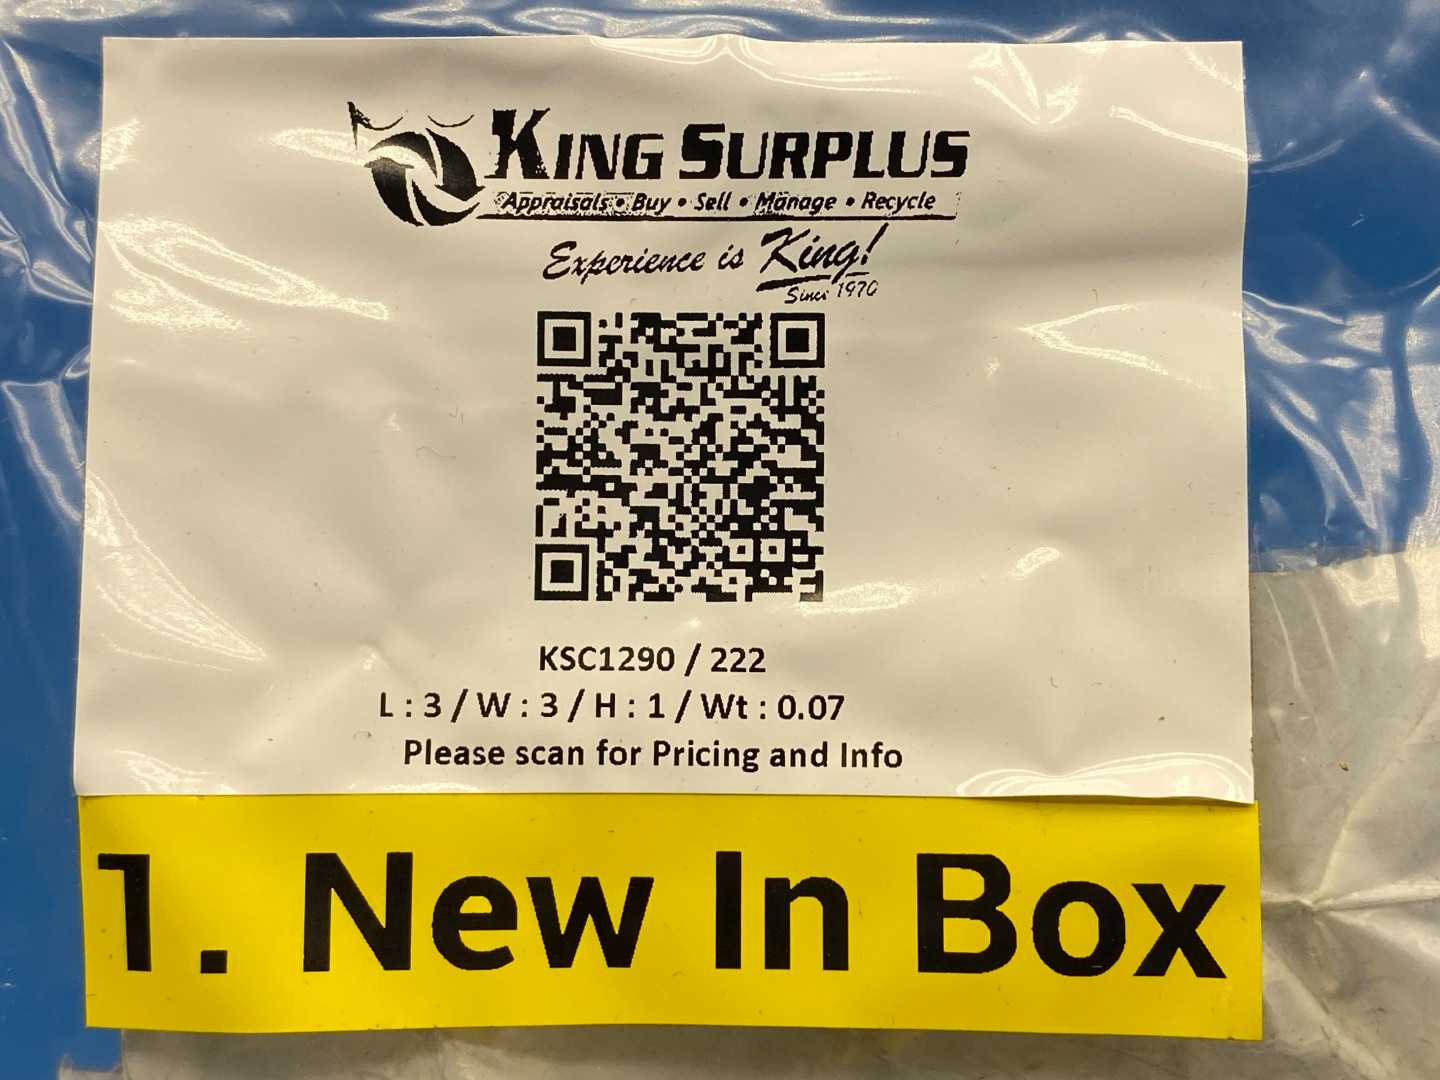 KING SURPLUS
Appraisals • Buy • Sell • Manage • Recycle
Experience is King!
Since 1970
KSC1290 / 222
L : 3 / W : 3 / H : 1 / Wt : 0.07
Please scan for Pricing and Info
1. New In Box